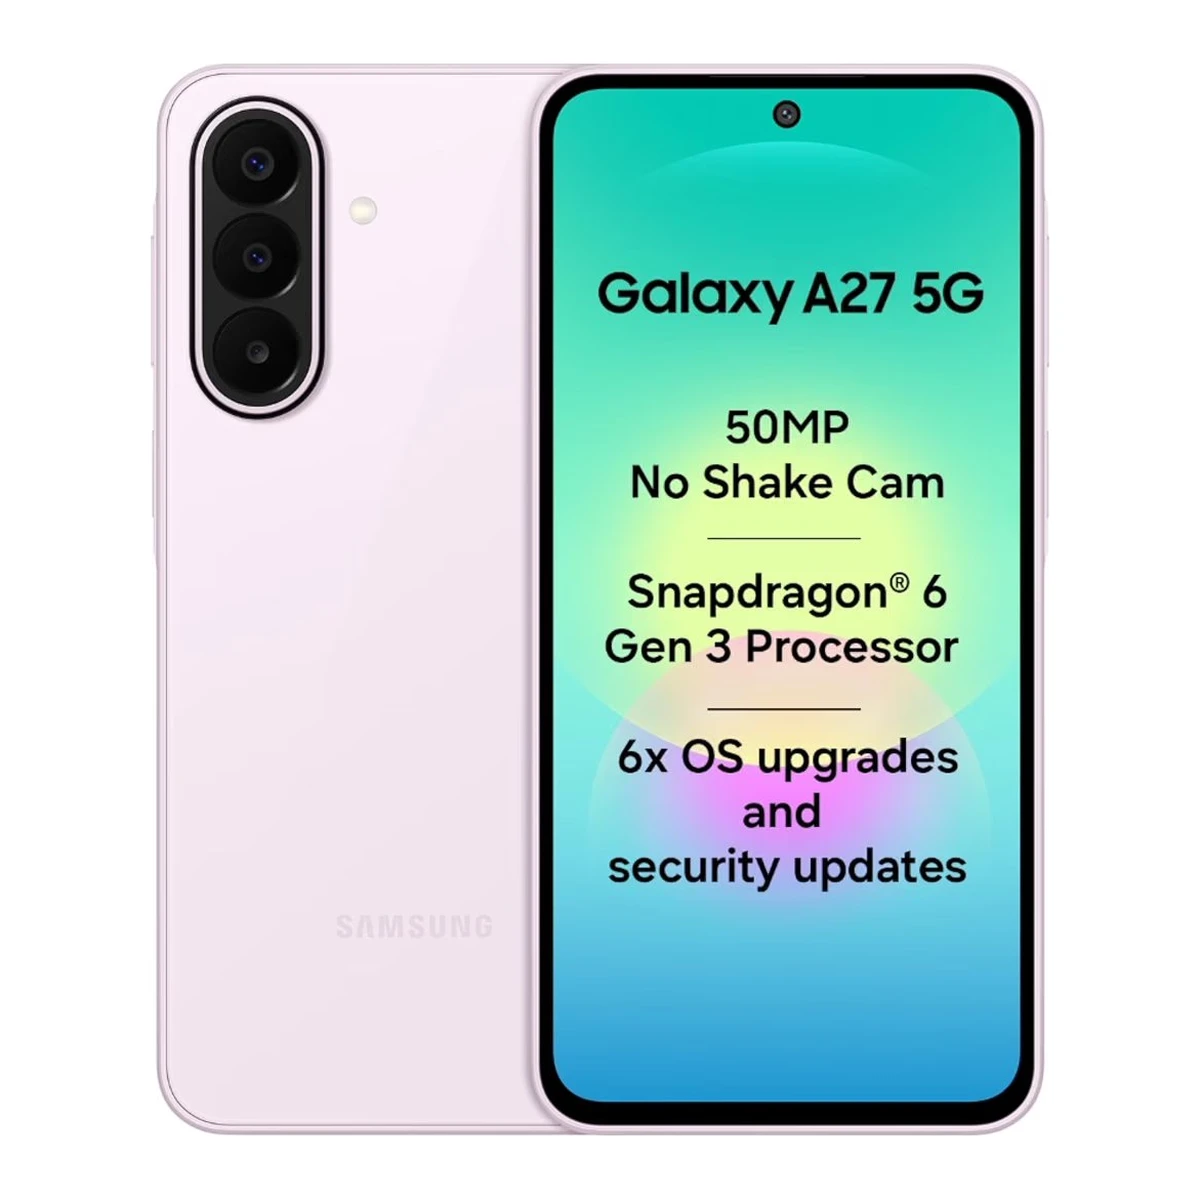 SAMSUNG
Galaxy A27 5G
50MP
No Shake Cam
Snapdragon® 6
Gen 3 Processor
6x OS upgrades
and
security updates